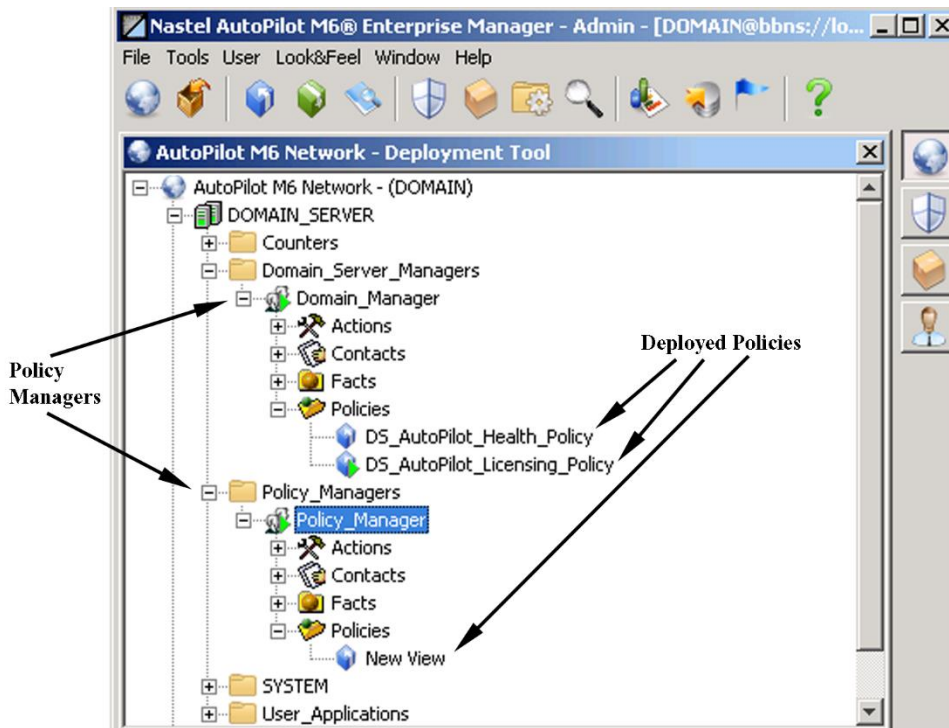 Nastel AutoPilot M6® Enterprise Manager - Admin - [DOMAIN@bbns://lo...
File Tools User Look&Feel Window Help
AutoPilot M6 Network - Deployment Tool
AutoPilot M6 Network - (DOMAIN)
DOMAIN_SERVER
Counters
Domain_Server_Managers
Domain_Manager
Actions
Contacts
Facts
Policies
DS_AutoPilot_Health_Policy
DS_AutoPilot_Licensing_Policy
Policy_Managers
Policy_Manager
Actions
Contacts
Facts
Policies
New View
SYSTEM
User_Applications
Policy
Managers
Deployed Policies